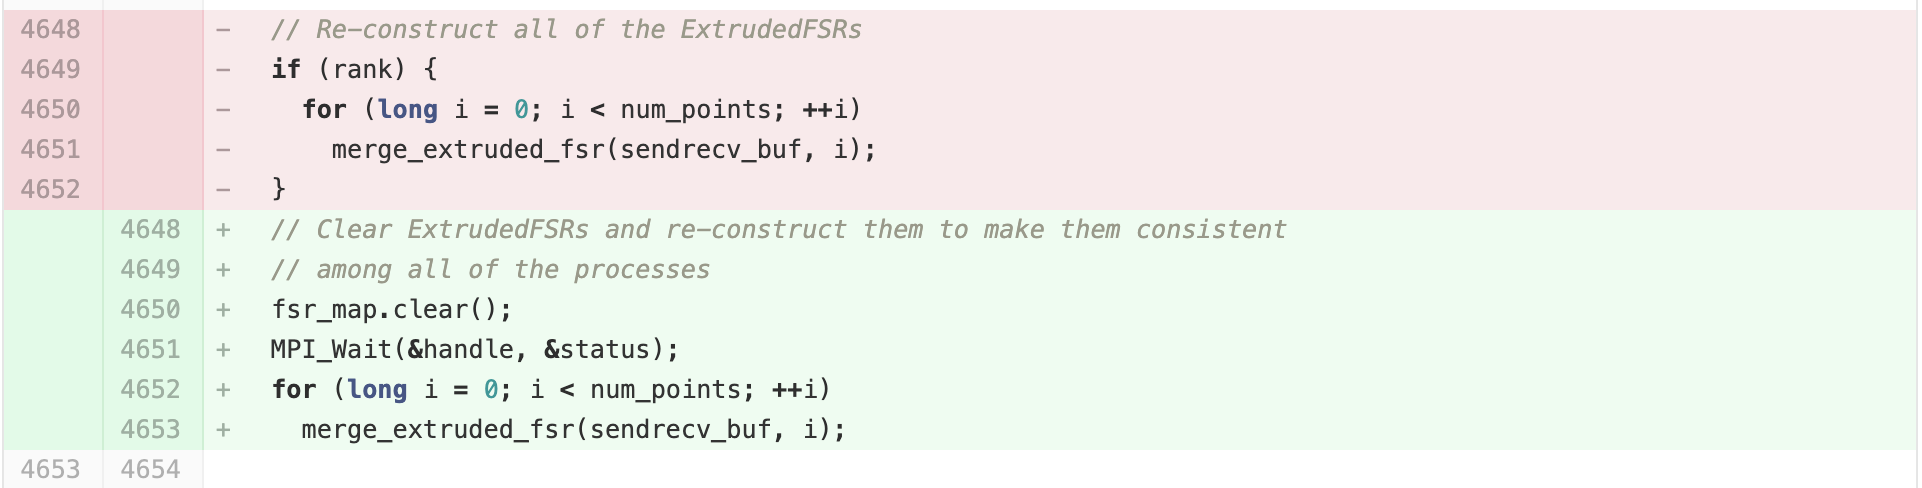 4648 - // Re-construct all of the ExtrudedFSRs
4649 - if (rank) {
4650 - for (long i = 0; i < num_points; ++i)
4651 - merge_extruded_fsr(sendrecv_buf, i);
4652 - }
4648 + // Clear ExtrudedFSRs and re-construct them to make them consistent
4649 + // among all of the processes
4650 + fsr_map.clear();
4651 + MPI_Wait(&handle, &status);
4652 + for (long i = 0; i < num_points; ++i)
4653 + merge_extruded_fsr(sendrecv_buf, i);
4653 4654